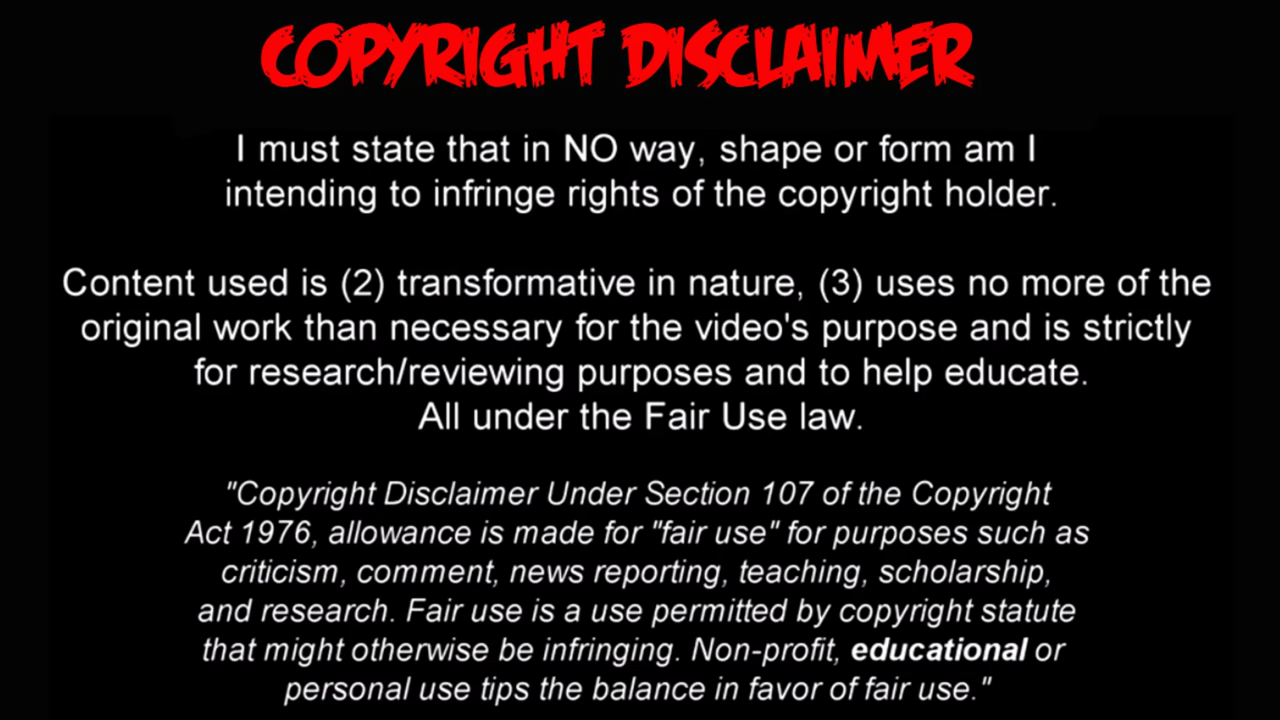 COPYRIGHT DISCLAIMER
I must state that in NO way, shape or form am I
intending to infringe rights of the copyright holder.
Content used is (2) transformative in nature, (3) uses no more of the
original work than necessary for the video's purpose and is strictly
for research/reviewing purposes and to help educate.
All under the Fair Use law.
"Copyright Disclaimer Under Section 107 of the Copyright
Act 1976, allowance is made for "fair use" for purposes such as
criticism, comment, news reporting, teaching, scholarship,
and research. Fair use is a use permitted by copyright statute
that might otherwise be infringing. Non-profit, educational or
personal use tips the balance in favor of fair use."